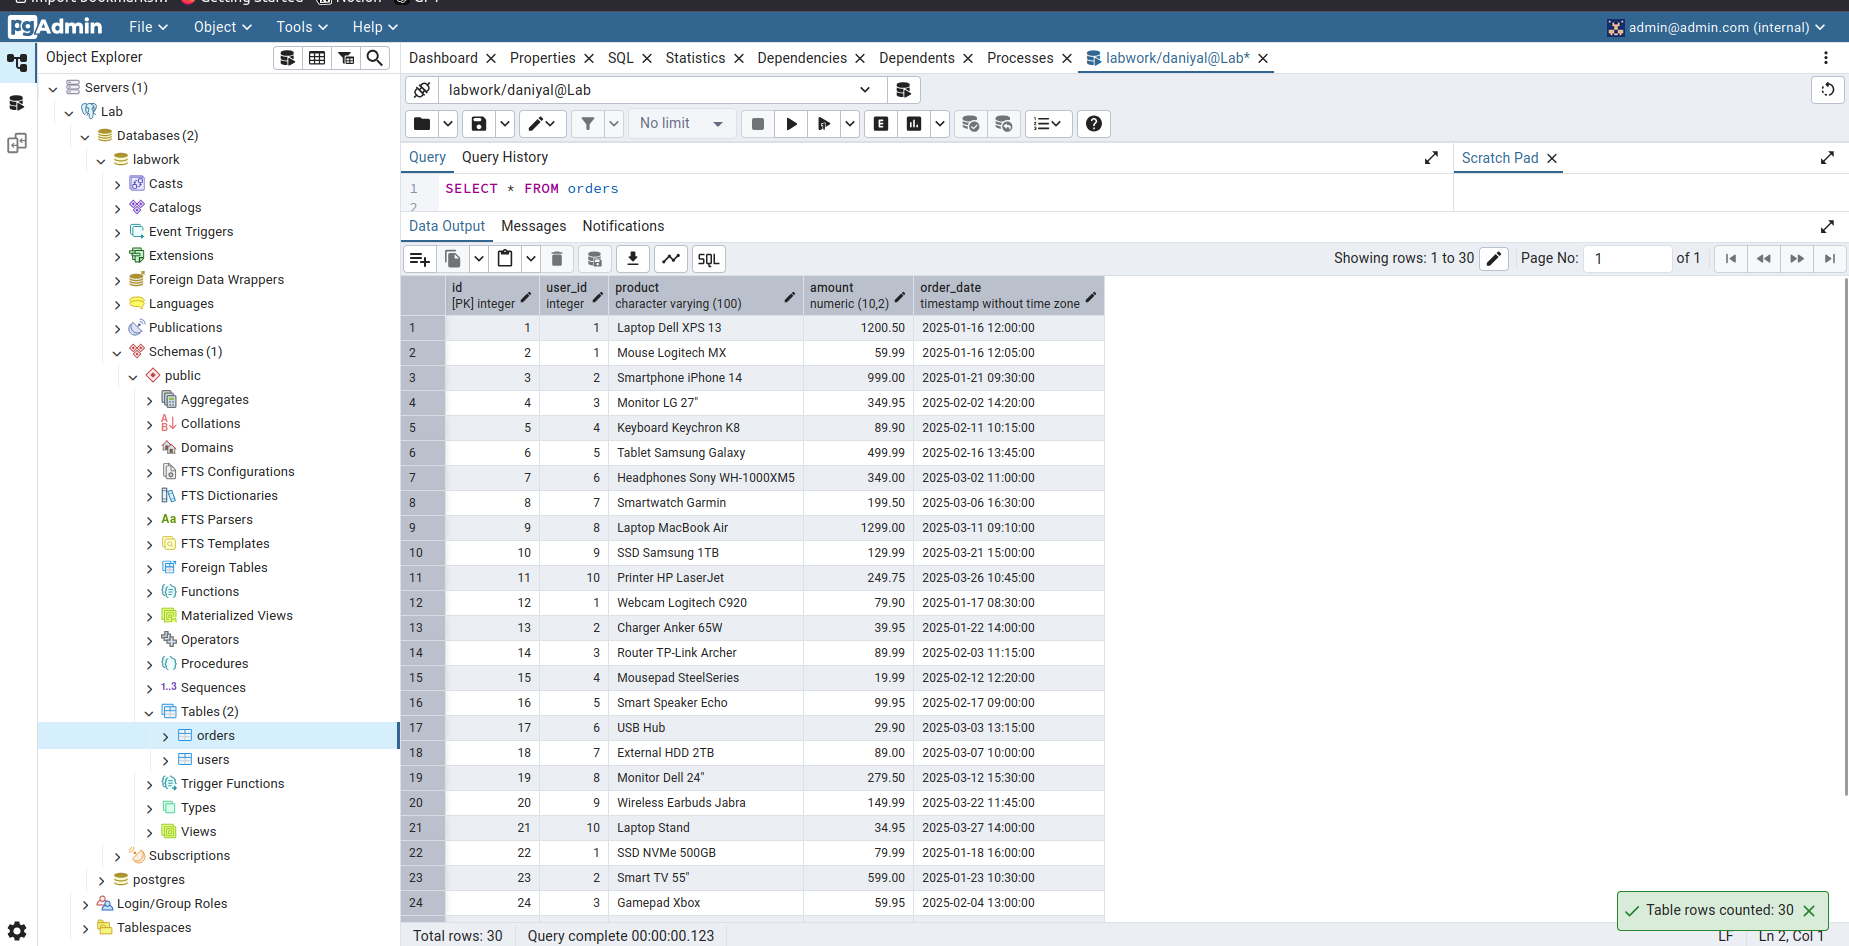 Import bookmarks...
Getting Started
Notion
GPT
pgAdmin
File
Object
Tools
Help
admin@admin.com (internal)
Object Explorer
Dashboard
Properties
SQL
Statistics
Dependencies
Dependents
Processes
labwork/daniyal@Lab*
Servers (1)
Lab
Databases (2)
labwork
Casts
Catalogs
Event Triggers
Extensions
Foreign Data Wrappers
Languages
Publications
Schemas (1)
public
Aggregates
Collations
Domains
FTS Configurations
FTS Dictionaries
Aa FTS Parsers
FTS Templates
Foreign Tables
Functions
Materialized Views
Operators
Procedures
1..3 Sequences
Tables (2)
orders
users
Trigger Functions
Types
Views
Subscriptions
postgres
Login/Group Roles
Tablespaces
labwork/daniyal@Lab
No limit
E
Query
Query History
Scratch Pad
1 SELECT * FROM orders
2
Data Output
Messages
Notifications
SQL
Showing rows: 1 to 30
Page No: 1 of 1
id user_id product amount order_date
[PK] integer integer character varying (100) numeric (10,2) timestamp without time zone
1 1 1 Laptop Dell XPS 13 1200.50 2025-01-16 12:00:00
2 2 1 Mouse Logitech MX 59.99 2025-01-16 12:05:00
3 3 2 Smartphone iPhone 14 999.00 2025-01-21 09:30:00
4 4 3 Monitor LG 27" 349.95 2025-02-02 14:20:00
5 5 4 Keyboard Keychron K8 89.90 2025-02-11 10:15:00
6 6 5 Tablet Samsung Galaxy 499.99 2025-02-16 13:45:00
7 7 6 Headphones Sony WH-1000XM5 349.00 2025-03-02 11:00:00
8 8 7 Smartwatch Garmin 199.50 2025-03-06 16:30:00
9 9 8 Laptop MacBook Air 1299.00 2025-03-11 09:10:00
10 10 9 SSD Samsung 1TB 129.99 2025-03-21 15:00:00
11 11 10 Printer HP LaserJet 249.75 2025-03-26 10:45:00
12 12 1 Webcam Logitech C920 79.90 2025-01-17 08:30:00
13 13 2 Charger Anker 65W 39.95 2025-01-22 14:00:00
14 14 3 Router TP-Link Archer 89.99 2025-02-03 11:15:00
15 15 4 Mousepad SteelSeries 19.99 2025-02-12 12:20:00
16 16 5 Smart Speaker Echo 99.95 2025-02-17 09:00:00
17 17 6 USB Hub 29.90 2025-03-03 13:15:00
18 18 7 External HDD 2TB 89.00 2025-03-07 10:00:00
19 19 8 Monitor Dell 24" 279.50 2025-03-12 15:30:00
20 20 9 Wireless Earbuds Jabra 149.99 2025-03-22 11:45:00
21 21 10 Laptop Stand 34.95 2025-03-27 14:00:00
22 22 1 SSD NVMe 500GB 79.99 2025-01-18 16:00:00
23 23 2 Smart TV 55" 599.00 2025-01-23 10:30:00
24 24 3 Gamepad Xbox 59.95 2025-02-04 13:00:00
Table rows counted: 30
Total rows: 30
Query complete 00:00:00.123
LF
Ln 2, Col 1